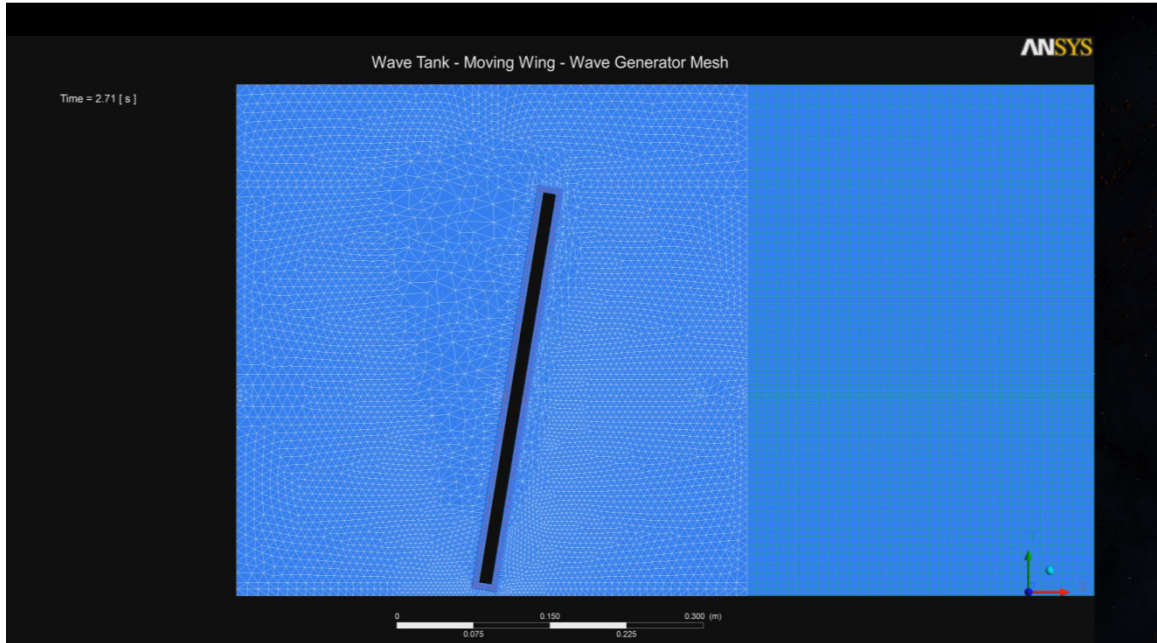 ANSYS
Wave Tank - Moving Wing - Wave Generator Mesh
Time = 2.71 [ s ]
Y
X
0 0.150 0.300 (m)
0.075 0.225